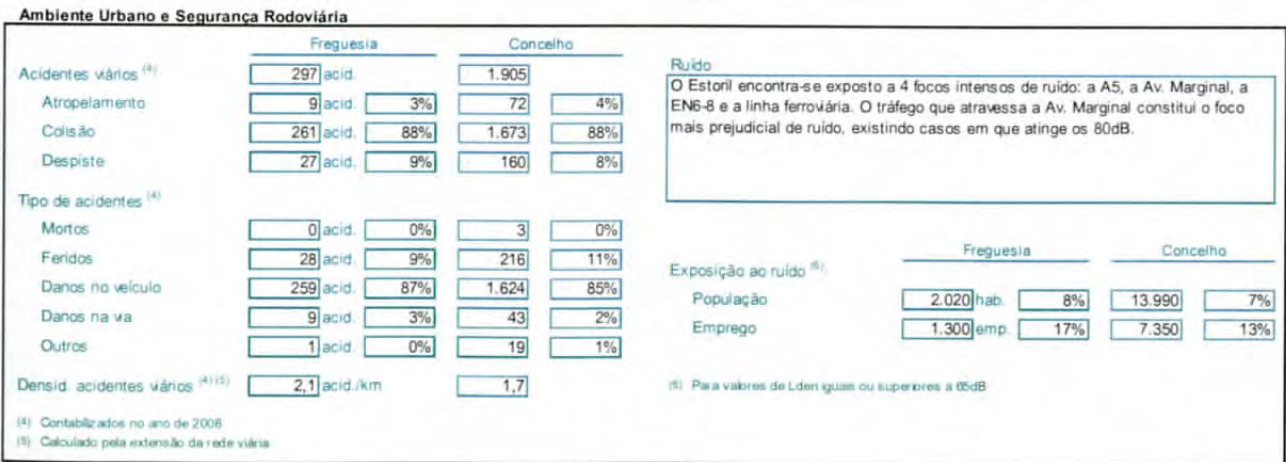 Ambiente Urbano e Segurança Rodoviária
Freguesia Concelho
Acidentes viários (4) 297 acid. 1.905
Atropelamento 9 acid. 3% 72 4%
Colisão 261 acid. 88% 1.673 88%
Despiste 27 acid. 9% 160 8%
Tipo de acidentes (4)
Mortos 0 acid. 0% 3 0%
Feridos 28 acid. 9% 216 11%
Danos no veículo 259 acid. 87% 1.624 85%
Danos na via 9 acid. 3% 43 2%
Outros 1 acid. 0% 19 1%
Densid. acidentes viários (4)(5) 2,1 acid./km 1,7
(4) Contabilizados no ano de 2008
(5) Calculado pela extensão da rede viária
Ruído
O Estoril encontra-se exposto a 4 focos intensos de ruído: a A5, a Av. Marginal, a
EN6-8 e a linha ferroviária. O tráfego que atravessa a Av. Marginal constitui o foco
mais prejudicial de ruído, existindo casos em que atinge os 80dB.
Freguesia Concelho
Exposição ao ruído (6)
População 2.020 hab. 8% 13.990 7%
Emprego 1.300 emp. 17% 7.350 13%
(6) Para valores de Lden iguais ou superiores a 65dB